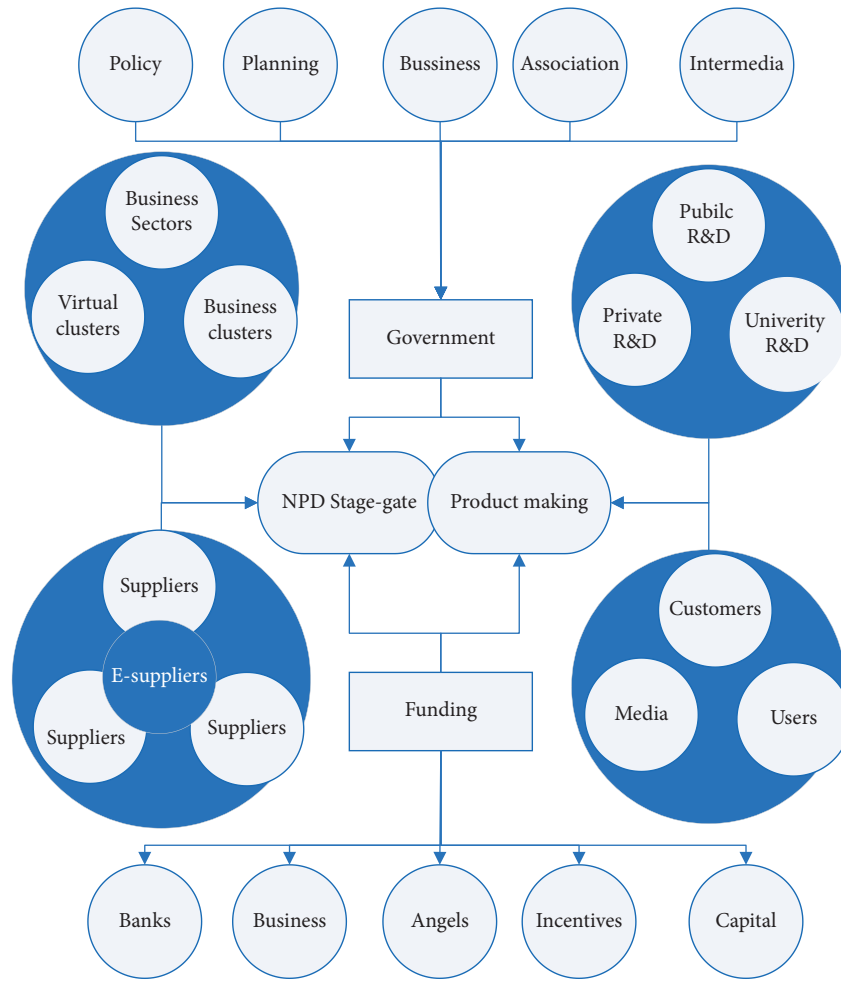 Policy
Planning
Bussiness
Association
Intermedia
Business
Sectors
Virtual
clusters
Business
clusters
Pubilc
R&D
Private
R&D
Univerity
R&D
Government
NPD Stage-gate
Product making
Suppliers
E-suppliers
Suppliers
Suppliers
Customers
Media
Users
Funding
Banks
Business
Angels
Incentives
Capital